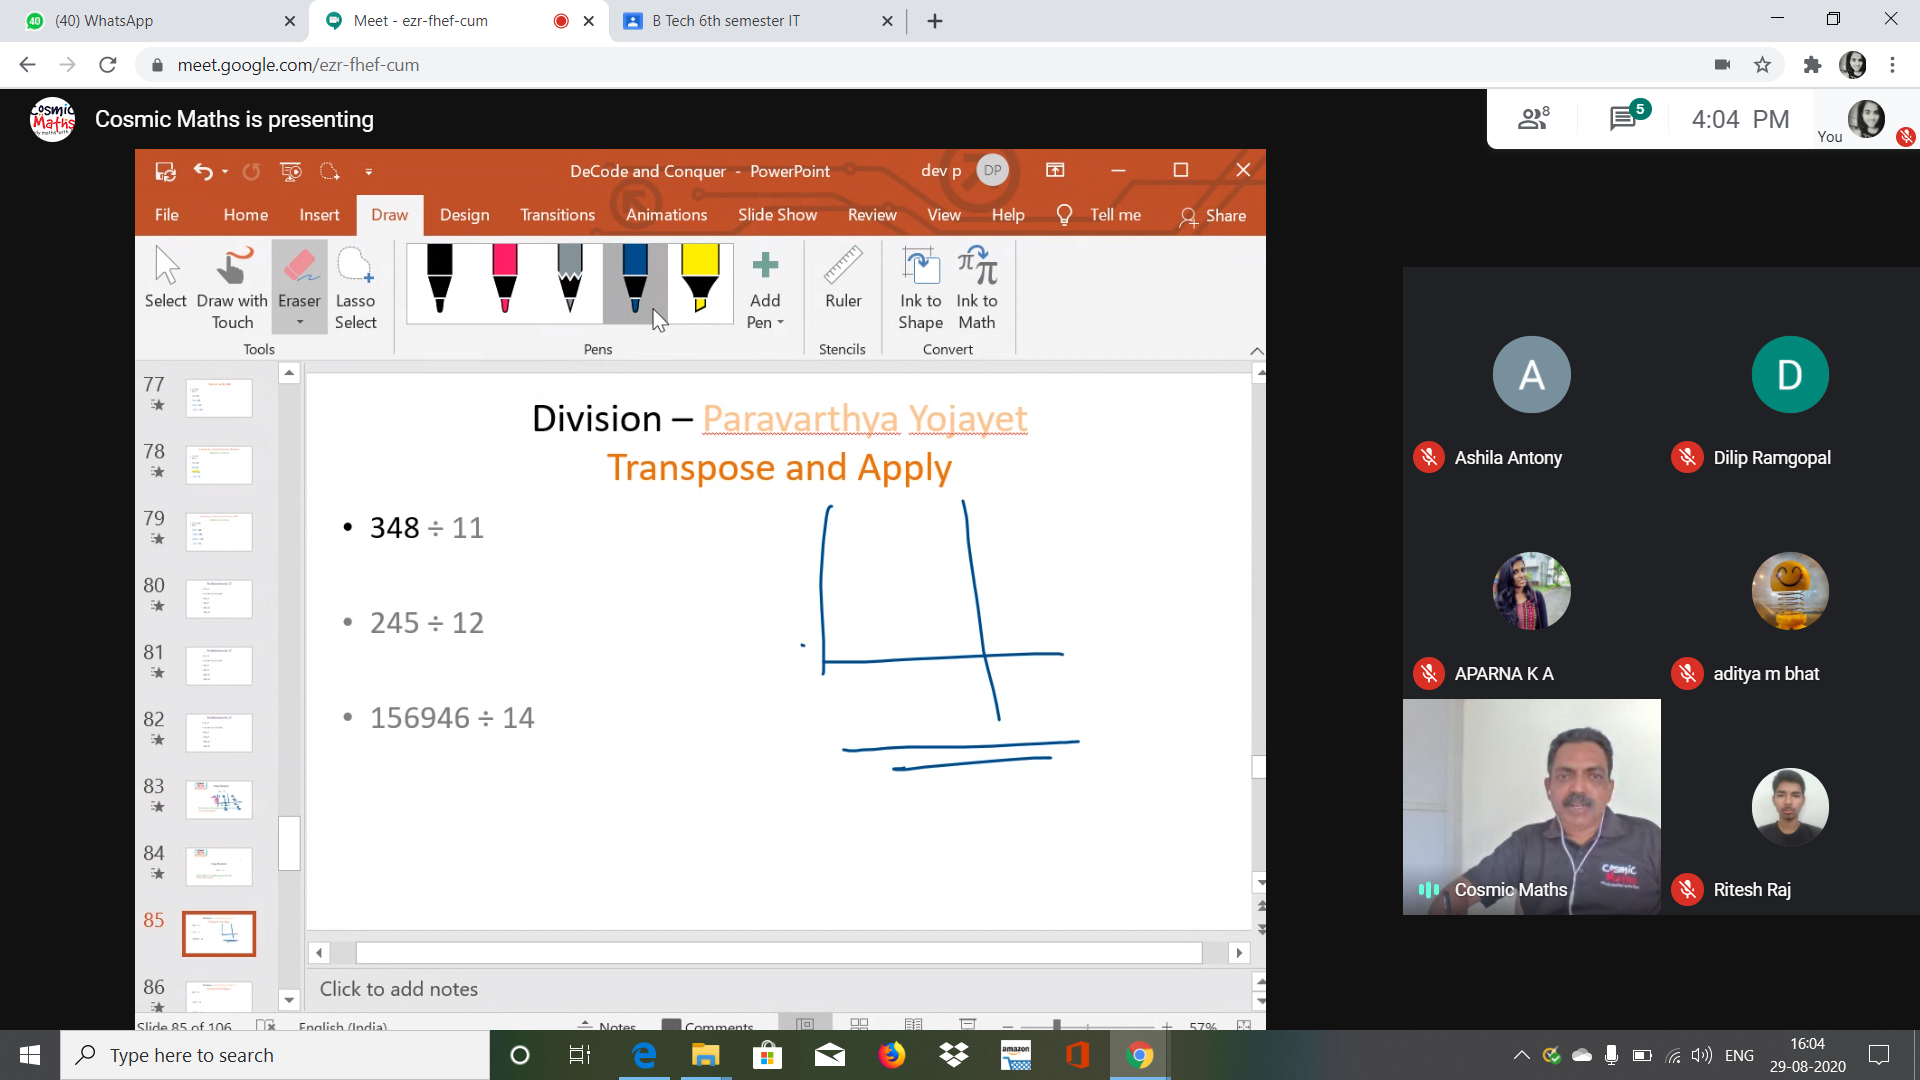 (40) WhatsApp
Meet - ezr-fhef-cum
B Tech 6th semester IT
meet.google.com/ezr-fhef-cum
Cosmic Maths is presenting
8
5
4:04 PM
You
DeCode and Conquer - PowerPoint
dev p
DP
File
Home
Insert
Draw
Design
Transitions
Animations
Slide Show
Review
View
Help
Tell me
Share
Select
Draw with Touch
Eraser
Lasso Select
Add Pen
Ruler
Ink to Shape
Ink to Math
Tools
Pens
Stencils
Convert
77
78
79
80
81
82
83
84
85
86
Division – Paravarthya Yojayet
Transpose and Apply
• 348 ÷ 11
• 245 ÷ 12
• 156946 ÷ 14
Click to add notes
Slide 85 of 106
English (India)
Notes
Comments
57%
A
D
Ashila Antony
Dilip Ramgopal
APARNA K A
aditya m bhat
Cosmic Maths
Ritesh Raj
Type here to search
amazon
ENG
16:04
29-08-2020